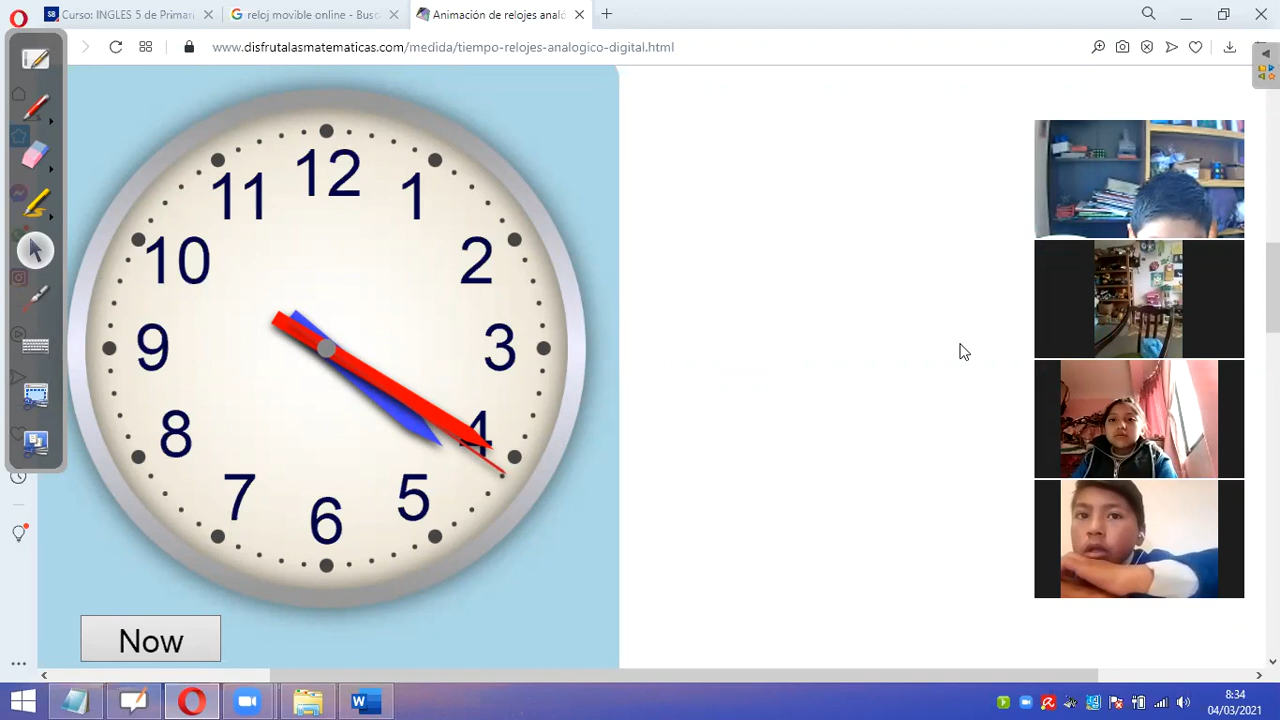 Curso: INGLES 5 de Primari
reloj movible online - Busc
Animación de relojes analó
www.disfrutalasmatematicas.com/medida/tiempo-relojes-analogico-digital.html
12
11
1
10
2
9
3
8
4
7
5
6
Now
8:34
04/03/2021